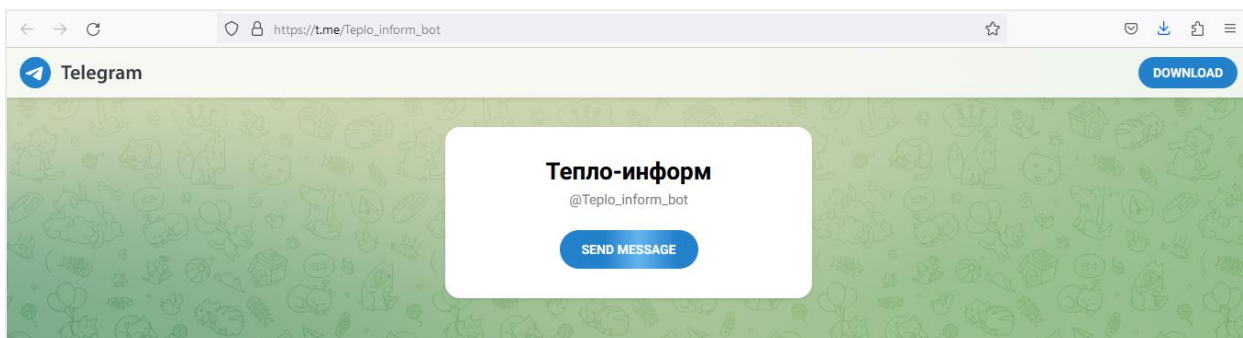 https://t.me/Teplo_inform_bot
Telegram
DOWNLOAD
Тепло-информ
@Teplo_inform_bot
SEND MESSAGE